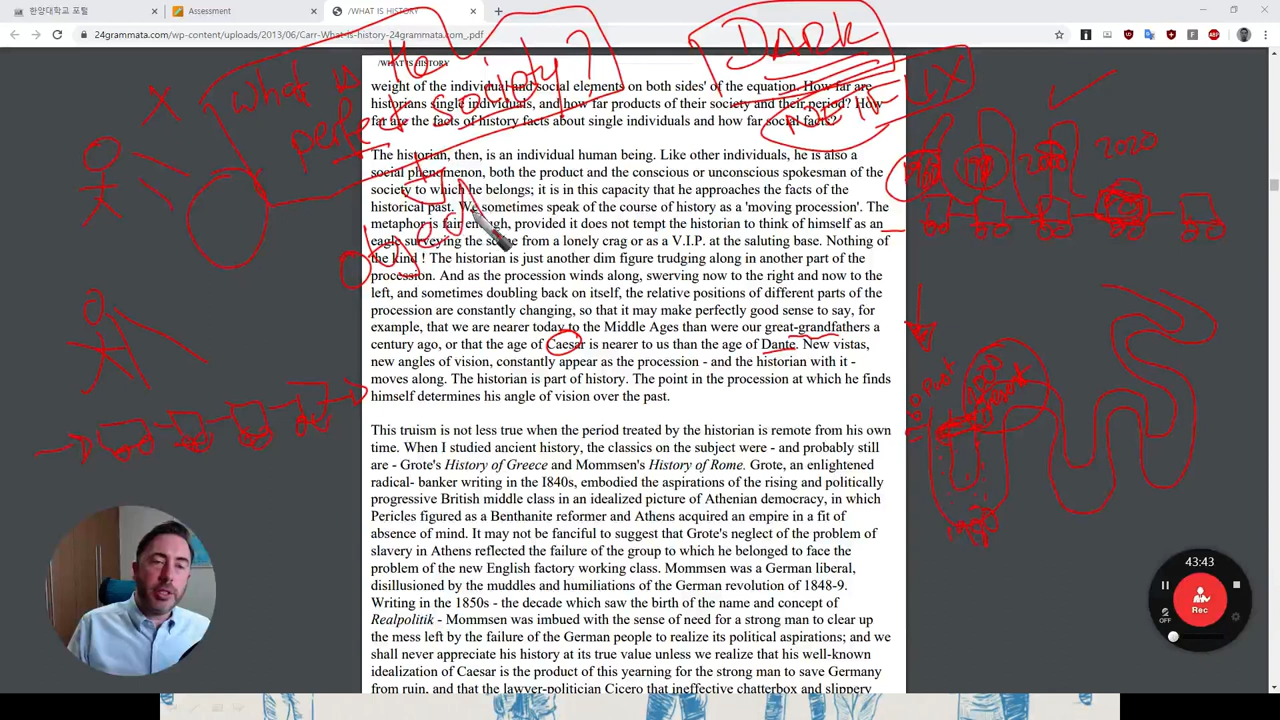 한양대학교 포털
Assessment
/WHAT IS HISTORY
24grammata.com/wp-content/uploads/2013/06/Carr-What-is-history-24grammata.com_.pdf
/WHAT IS HISTORY
what is the
perfect society?
DARK
weight of the individual and social elements on both sides' of the equation. How far are
historians single individuals, and how far products of their society and their period? How
far are the facts of history facts about single individuals and how far social facts?
X
2020
The historian, then, is an individual human being. Like other individuals, he is also a
social phenomenon, both the product and the conscious or unconscious spokesman of the
society to which he belongs; it is in this capacity that he approaches the facts of the
historical past. We sometimes speak of the course of history as a 'moving procession'. The
metaphor is fair enough, provided it does not tempt the historian to think of himself as an
eagle surveying the scene from a lonely crag or as a V.I.P. at the saluting base. Nothing of
the kind ! The historian is just another dim figure trudging along in another part of the
procession. And as the procession winds along, swerving now to the right and now to the
left, and sometimes doubling back on itself, the relative positions of different parts of the
procession are constantly changing, so that it may make perfectly good sense to say, for
example, that we are nearer today to the Middle Ages than were our great-grandfathers a
century ago, or that the age of Caesar is nearer to us than the age of Dante. New vistas,
new angles of vision, constantly appear as the procession - and the historian with it -
moves along. The historian is part of history. The point in the procession at which he finds
himself determines his angle of vision over the past.
This truism is not less true when the period treated by the historian is remote from his own
time. When I studied ancient history, the classics on the subject were - and probably still
are - Grote's History of Greece and Mommsen's History of Rome. Grote, an enlightened
radical- banker writing in the I840s, embodied the aspirations of the rising and politically
progressive British middle class in an idealized picture of Athenian democracy, in which
Pericles figured as a Benthanite reformer and Athens acquired an empire in a fit of
absence of mind. It may not be fanciful to suggest that Grote's neglect of the problem of
slavery in Athens reflected the failure of the group to which he belonged to face the
problem of the new English factory working class. Mommsen was a German liberal,
disillusioned by the muddles and humiliations of the German revolution of 1848-9.
Writing in the 1850s - the decade which saw the birth of the name and concept of
Realpolitik - Mommsen was imbued with the sense of need for a strong man to clear up
the mess left by the failure of the German people to realize its political aspirations; and we
shall never appreciate his history at its true value unless we realize that his well-known
idealization of Caesar is the product of this yearning for the strong man to save Germany
from ruin, and that the lawyer-politician Cicero that ineffective chatterbox and slippery
43:43
Rec
OFF